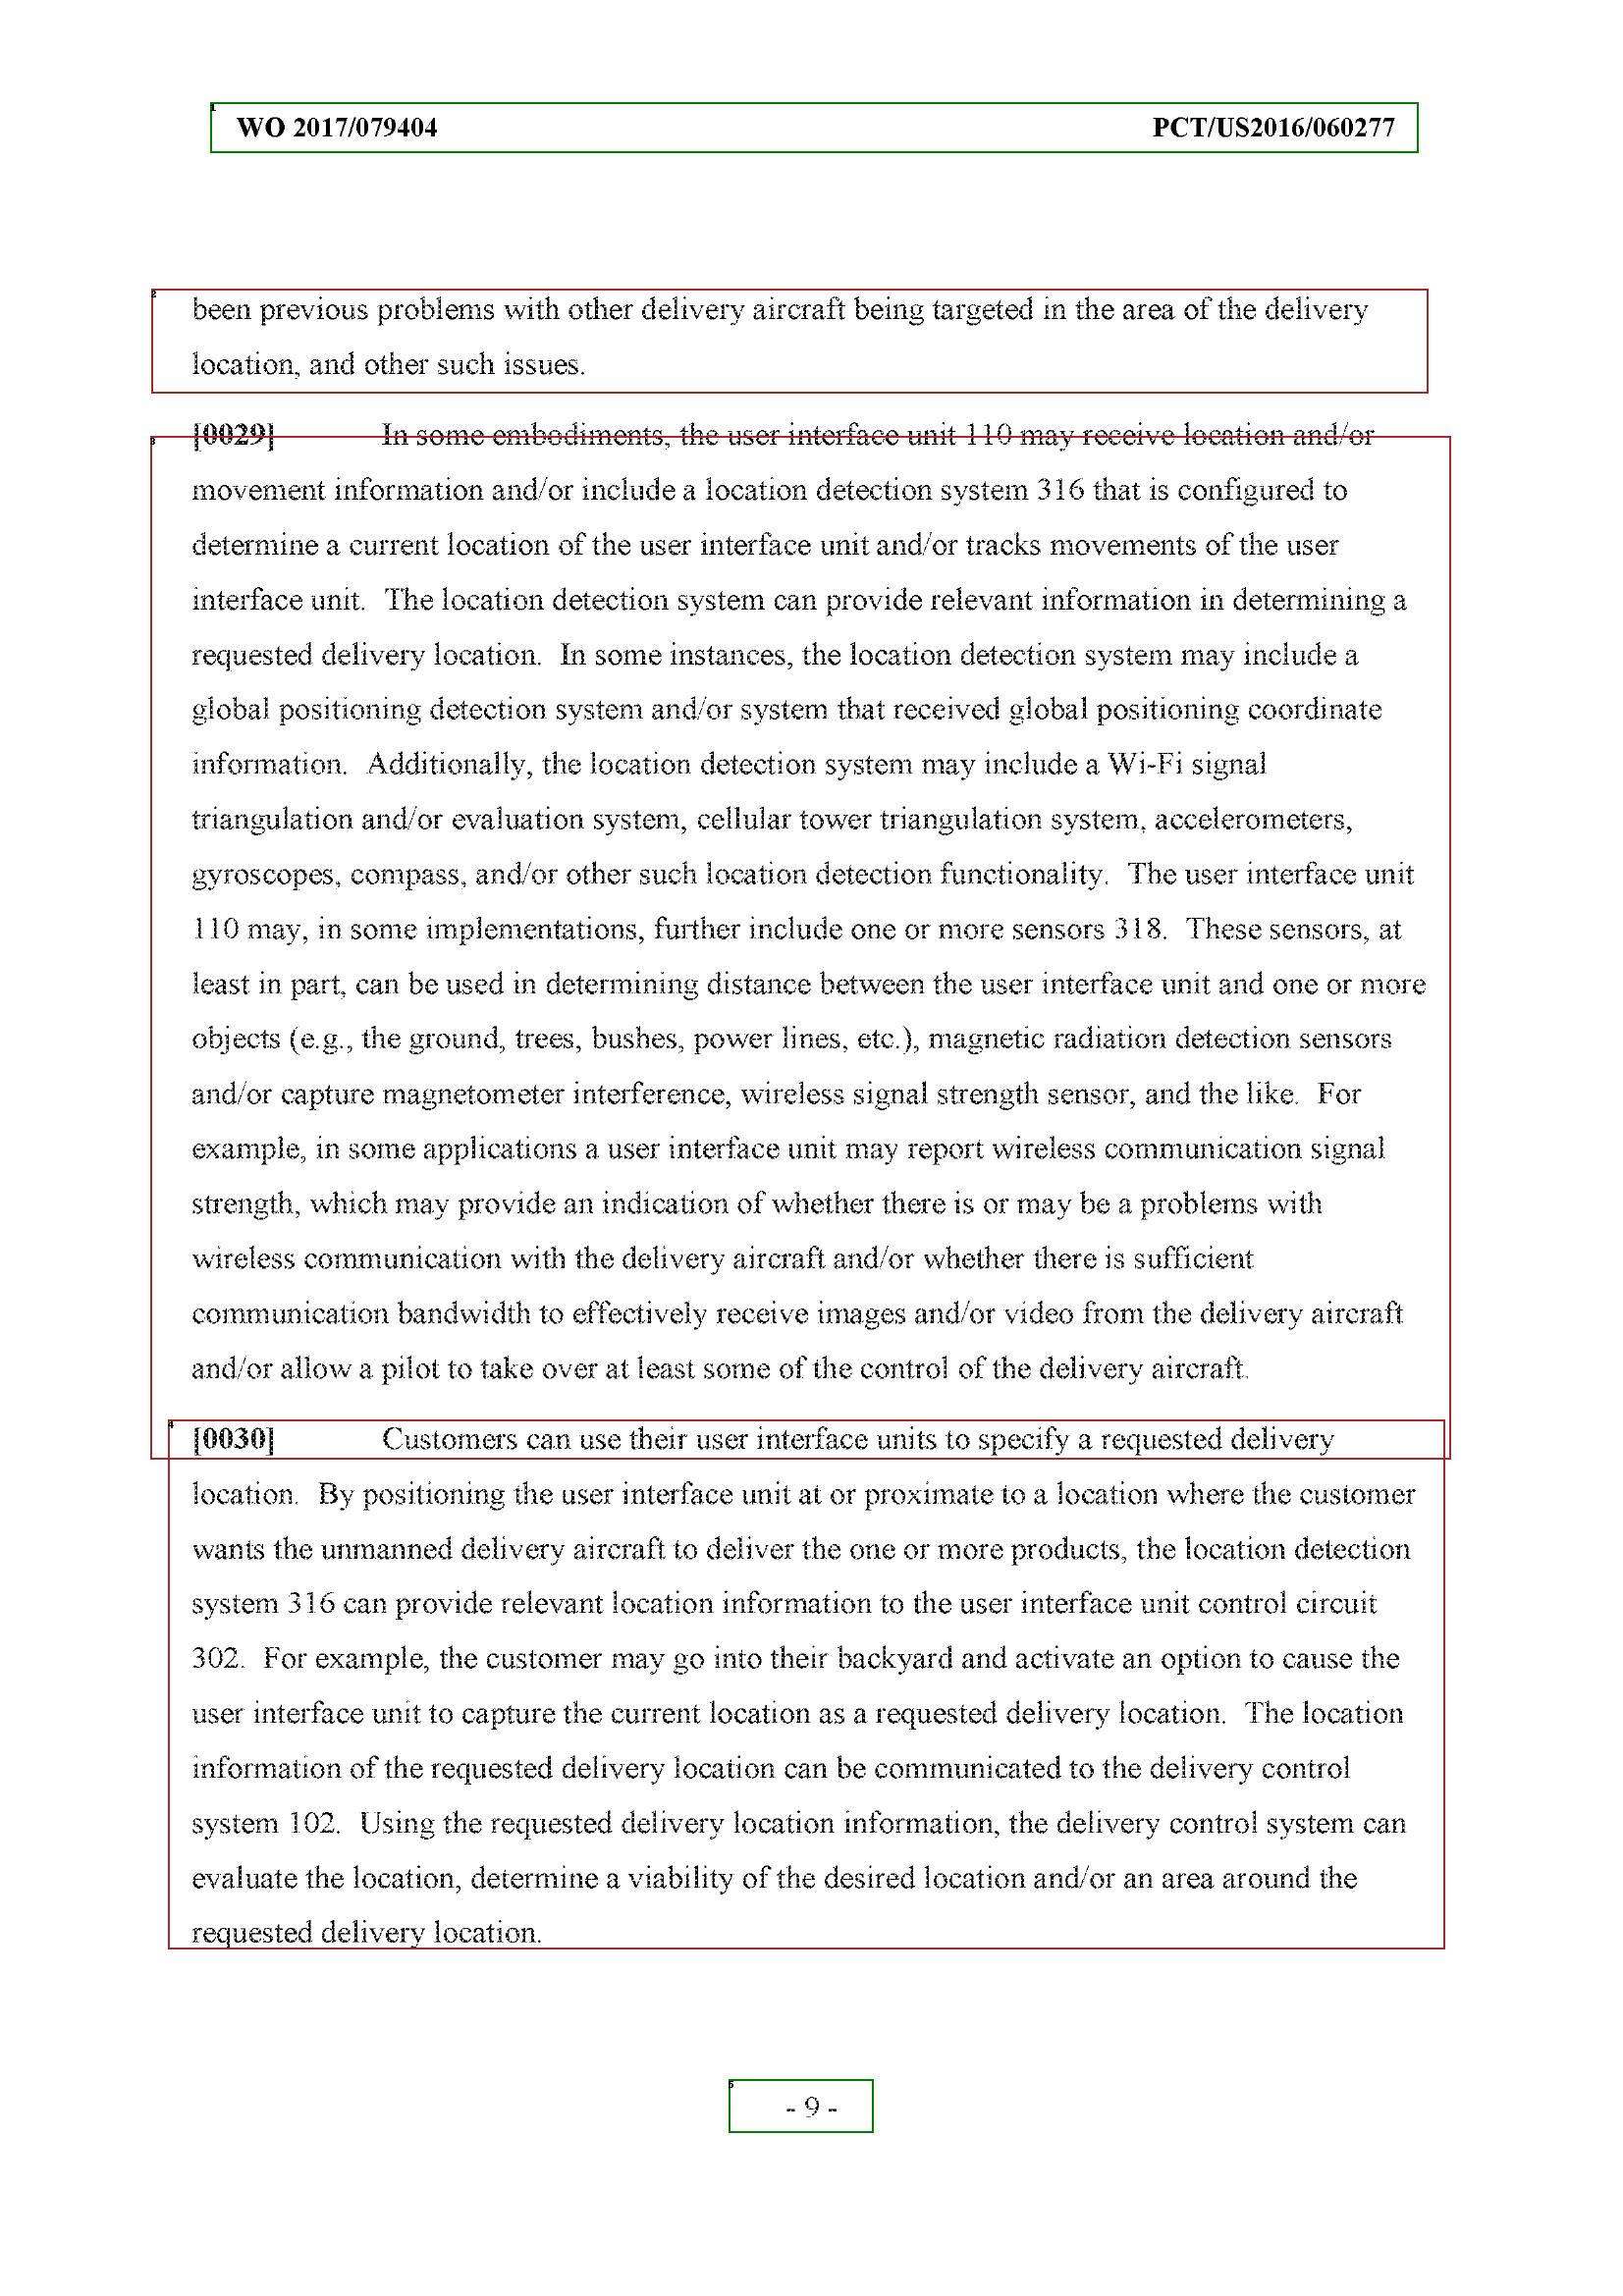 WO 2017/079404 PCT/US2016/060277
been previous problems with other delivery aircraft being targeted in the area of the delivery
location, and other such issues.
[0029] In some embodiments, the user interface unit 110 may receive location and/or
movement information and/or include a location detection system 316 that is configured to
determine a current location of the user interface unit and/or tracks movements of the user
interface unit. The location detection system can provide relevant information in determining a
requested delivery location. In some instances, the location detection system may include a
global positioning detection system and/or system that received global positioning coordinate
information. Additionally, the location detection system may include a Wi-Fi signal
triangulation and/or evaluation system, cellular tower triangulation system, accelerometers,
gyroscopes, compass, and/or other such location detection functionality. The user interface unit
110 may, in some implementations, further include one or more sensors 318. These sensors, at
least in part, can be used in determining distance between the user interface unit and one or more
objects (e.g., the ground, trees, bushes, power lines, etc.), magnetic radiation detection sensors
and/or capture magnetometer interference, wireless signal strength sensor, and the like. For
example, in some applications a user interface unit may report wireless communication signal
strength, which may provide an indication of whether there is or may be a problems with
wireless communication with the delivery aircraft and/or whether there is sufficient
communication bandwidth to effectively receive images and/or video from the delivery aircraft
and/or allow a pilot to take over at least some of the control of the delivery aircraft.
[0030] Customers can use their user interface units to specify a requested delivery
location. By positioning the user interface unit at or proximate to a location where the customer
wants the unmanned delivery aircraft to deliver the one or more products, the location detection
system 316 can provide relevant location information to the user interface unit control circuit
302. For example, the customer may go into their backyard and activate an option to cause the
user interface unit to capture the current location as a requested delivery location. The location
information of the requested delivery location can be communicated to the delivery control
system 102. Using the requested delivery location information, the delivery control system can
evaluate the location, determine a viability of the desired location and/or an area around the
requested delivery location.
- 9 -